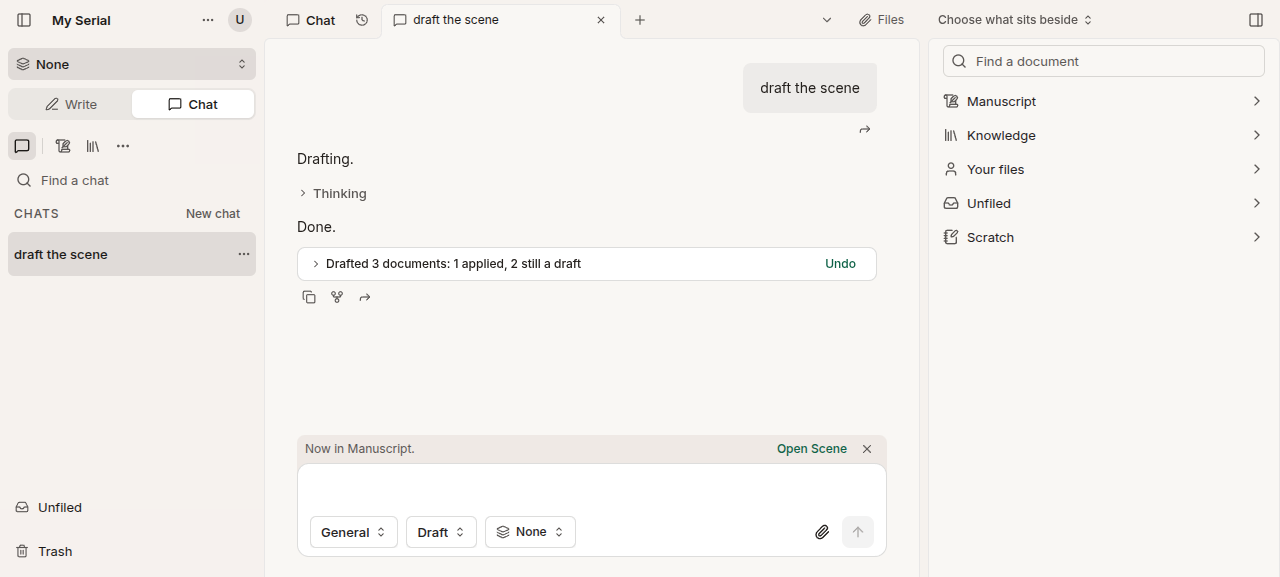 My Serial
U
None
Write
Chat
Find a chat
CHATS
New chat
draft the scene
Unfiled
Trash
Chat
draft the scene
Files
draft the scene
Drafting.
Thinking
Done.
Drafted 3 documents: 1 applied, 2 still a draft
Undo
Now in Manuscript.
Open Scene
General
Draft
None
Choose what sits beside
Find a document
Manuscript
Knowledge
Your files
Unfiled
Scratch